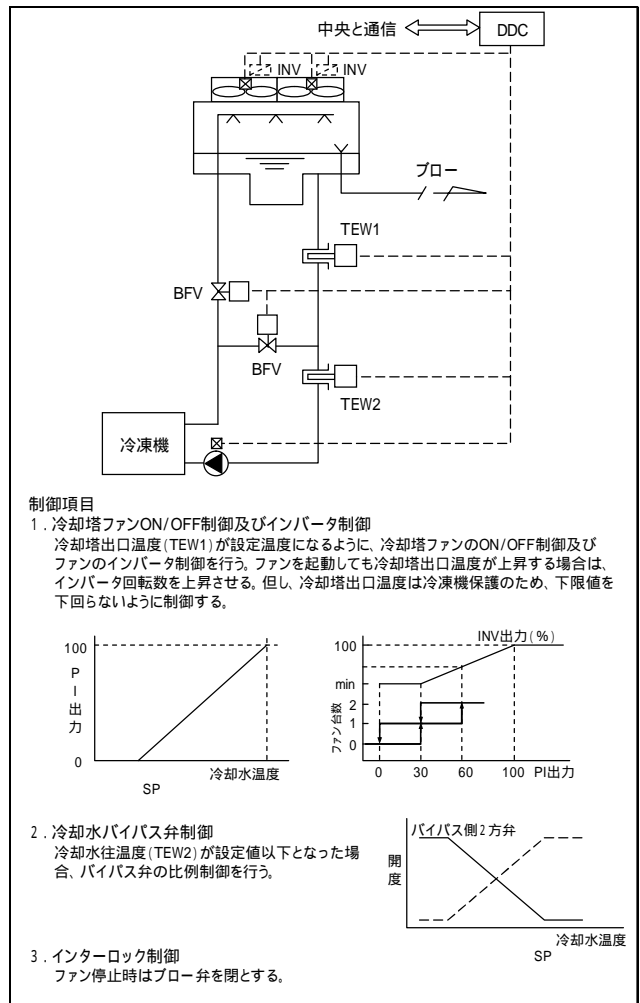 中央と通信
DDC
INV
INV
ブロー
TEW1
BFV
BFV
TEW2
冷凍機
制御項目
1．冷却塔ファンON/OFF制御及びインバータ制御
冷却塔出口温度(TEW1)が設定温度になるように、冷却塔ファンのON/OFF制御及び
ファンのインバータ制御を行う。ファンを起動しても冷却塔出口温度が上昇する場合は、
インバータ回転数を上昇させる。但し、冷却塔出口温度は冷凍機保護のため、下限値を
下回らないように制御する。
100
PI出力
0
冷却水温度
SP
INV出力(%)
100
min
2
1
0
ファン台数
0 30 60 100 PI出力
2．冷却水バイパス弁制御
冷却水往温度(TEW2)が設定値以下となった場
合、バイパス弁の比例制御を行う。
バイパス側2方弁
開度
冷却水温度
SP
3．インターロック制御
ファン停止時はブロー弁を閉とする。